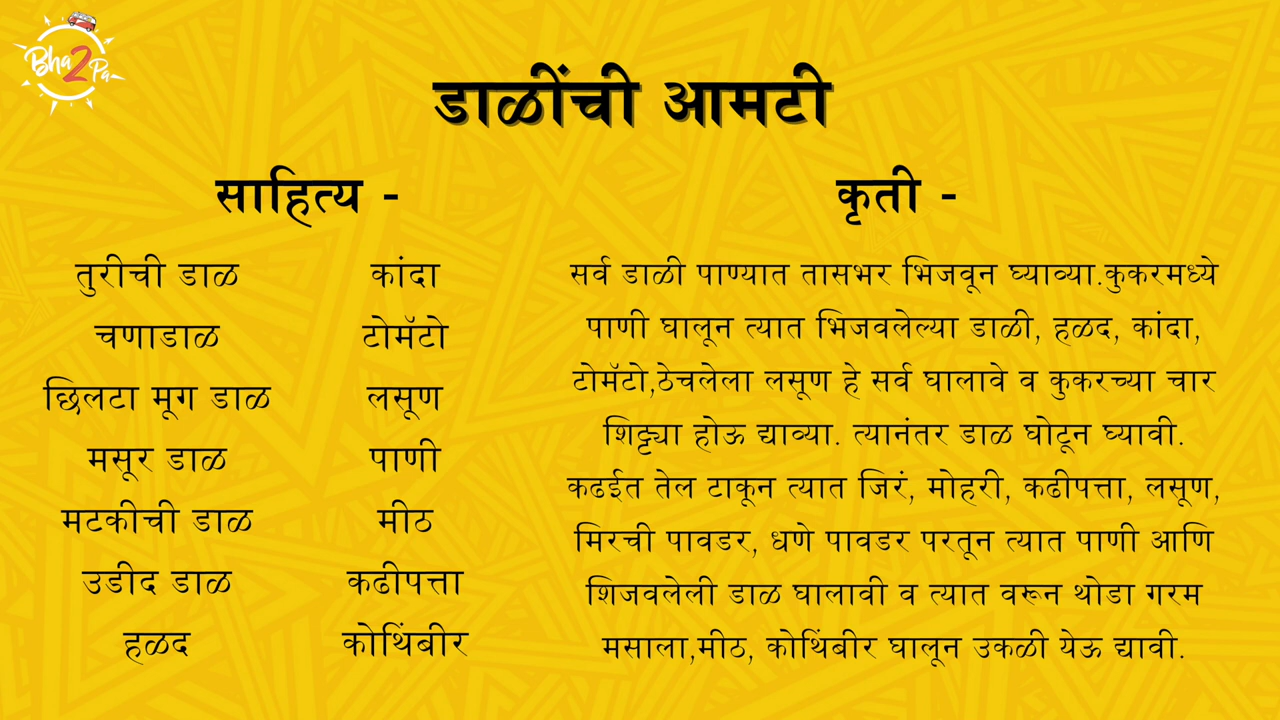 Bha2Pa
डाळींची आमटी
साहित्य -
तुरीची डाळ
चणाडाळ
छिलटा मूग डाळ
मसूर डाळ
मटकीची डाळ
उडीद डाळ
हळद
कांदा
टोमॅटो
लसूण
पाणी
मीठ
कढीपत्ता
कोथिंबीर
कृती -
सर्व डाळी पाण्यात तासभर भिजवून घ्याव्या.कुकरमध्ये
पाणी घालून त्यात भिजवलेल्या डाळी, हळद, कांदा,
टोमॅटो,ठेचलेला लसूण हे सर्व घालावे व कुकरच्या चार
शिट्ट्या होऊ द्याव्या. त्यानंतर डाळ घोटून घ्यावी.
कढईत तेल टाकून त्यात जिरं, मोहरी, कढीपत्ता, लसूण,
मिरची पावडर, धणे पावडर परतून त्यात पाणी आणि
शिजवलेली डाळ घालावी व त्यात वरून थोडा गरम
मसाला,मीठ, कोथिंबीर घालून उकळी येऊ द्यावी.